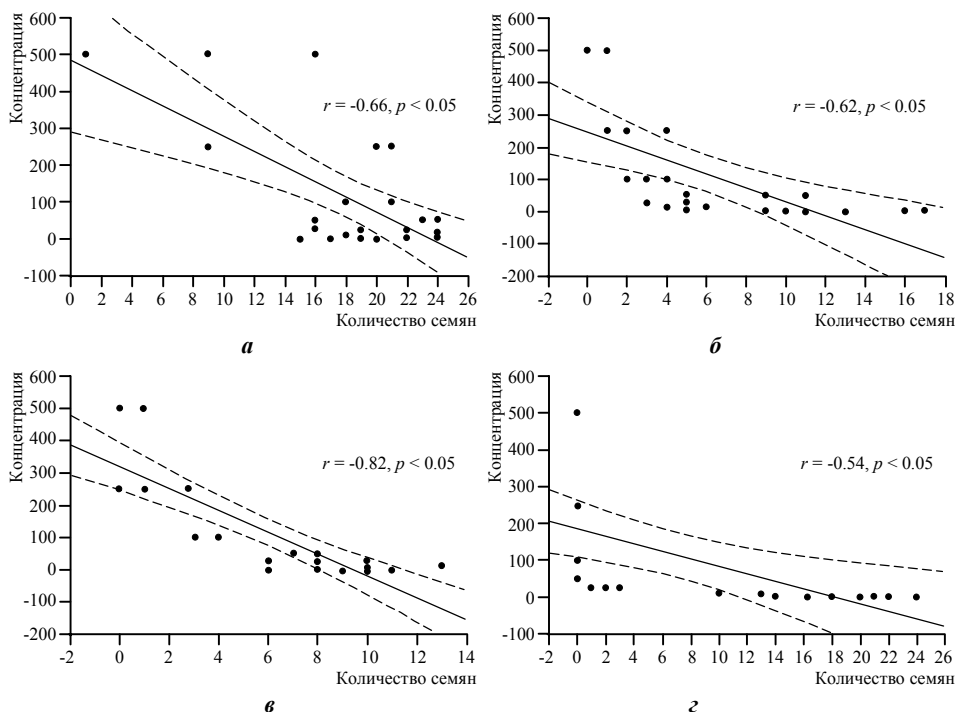 Концентрация
600
500
400
300
200
100
0
-100
r = -0.66, p < 0.05
0 2 4 6 8 10 12 14 16 18 20 22 24 26
Количество семян
а
Концентрация
600
500
400
300
200
100
0
-100
-200
r = -0.62, p < 0.05
-2 0 2 4 6 8 10 12 14 16 18
Количество семян
б
Концентрация
600
500
400
300
200
100
0
-100
-200
r = -0.82, p < 0.05
-2 0 2 4 6 8 10 12 14
Количество семян
в
Концентрация
600
500
400
300
200
100
0
-100
r = -0.54, p < 0.05
-2 0 2 4 6 8 10 12 14 16 18 20 22 24 26
Количество семян
г